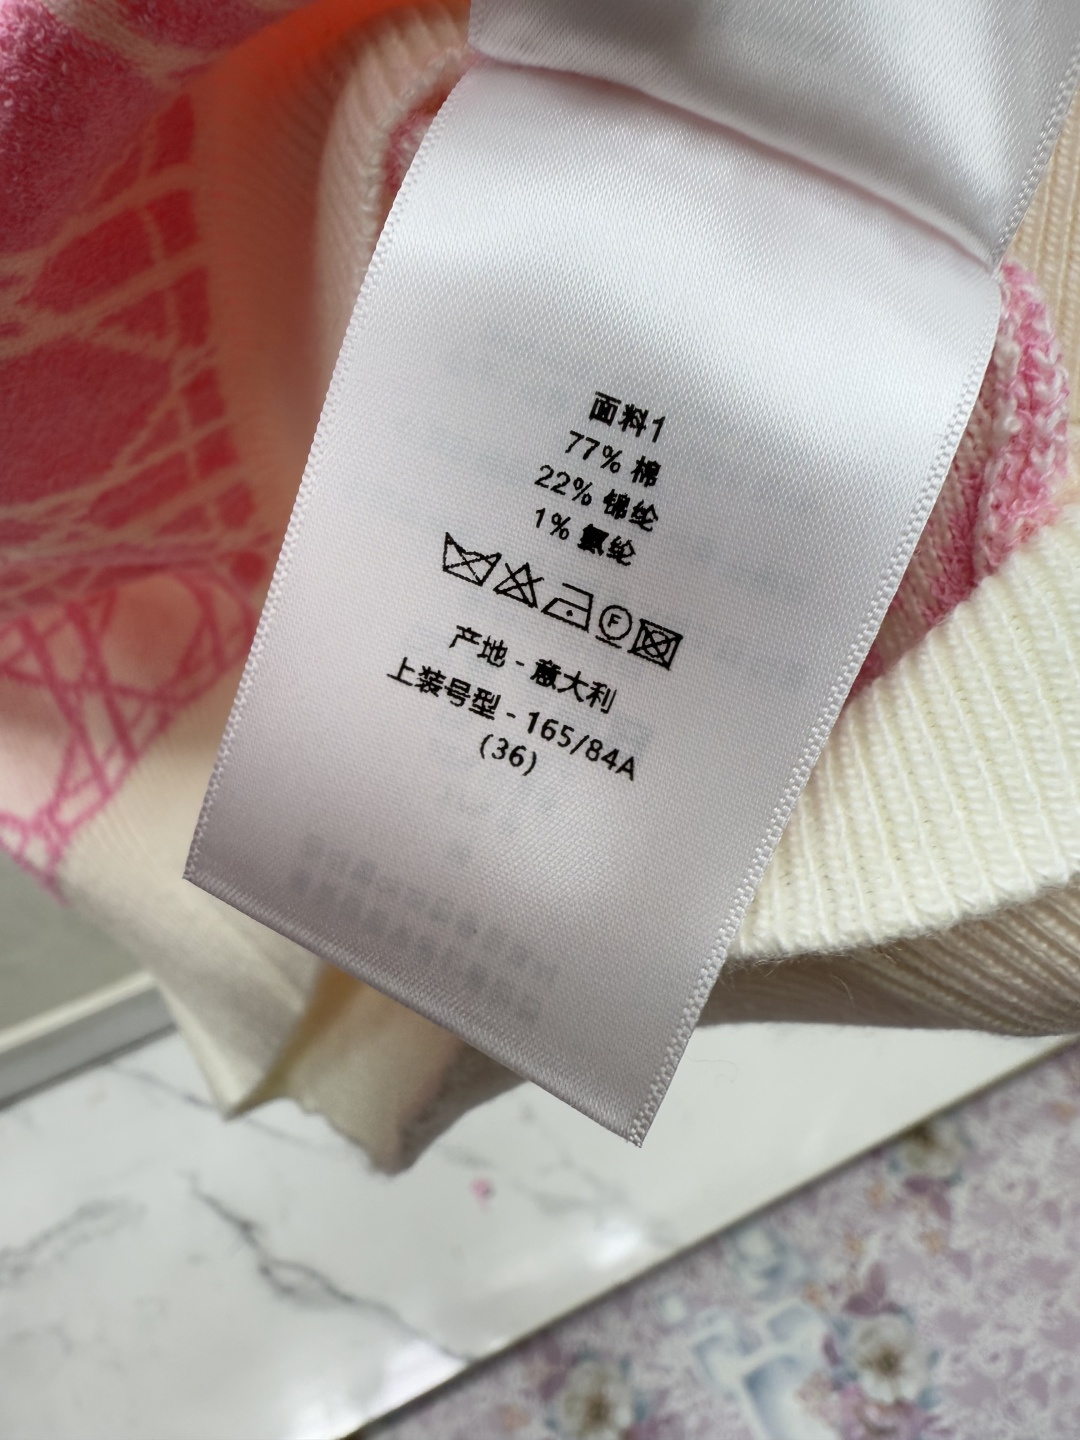 面料1
77% 棉
22% 锦纶
1% 氨纶
F
产地 - 意大利
上装号型 - 165/84A
(36)